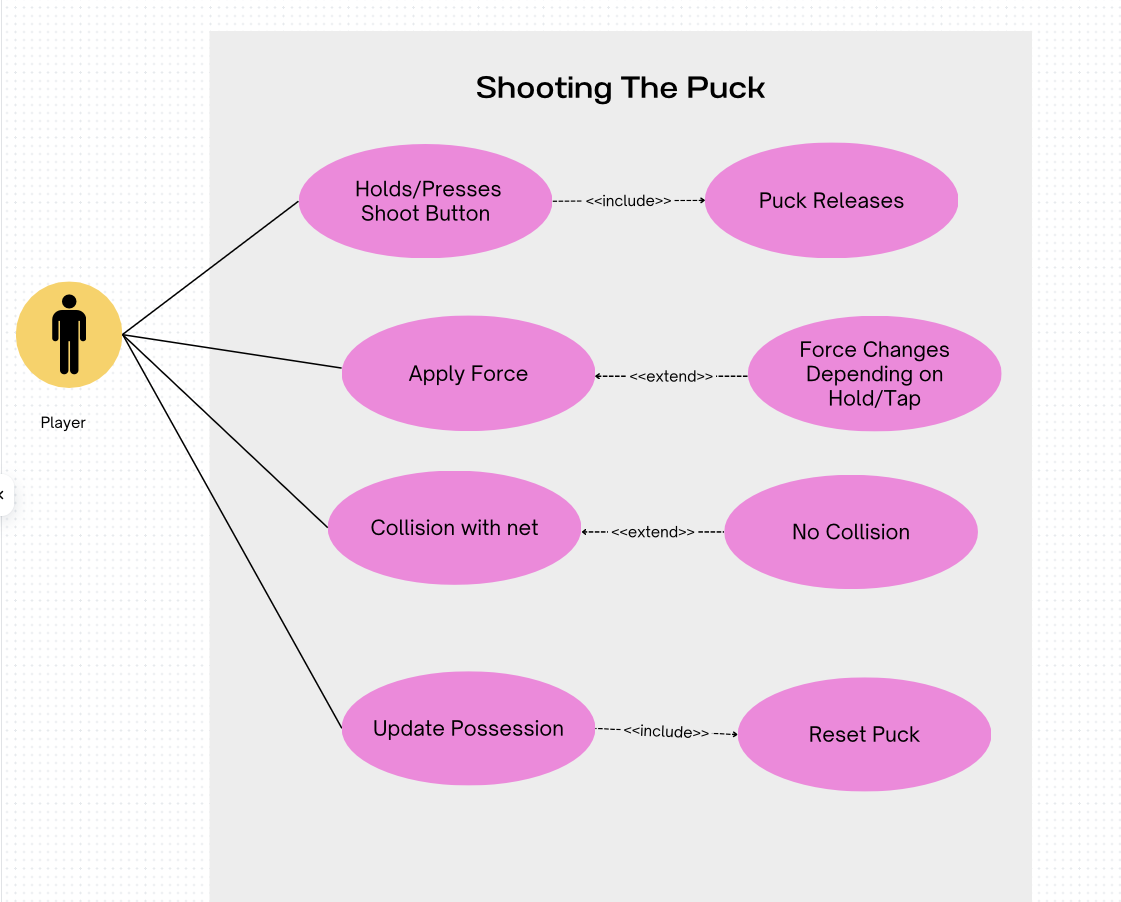 Shooting The Puck
Holds/Presses
Shoot Button
<<include>>
Puck Releases
Player
Apply Force
<<extend>>
Force Changes
Depending on
Hold/Tap
Collision with net
<<extend>>
No Collision
Update Possession
<<include>>
Reset Puck